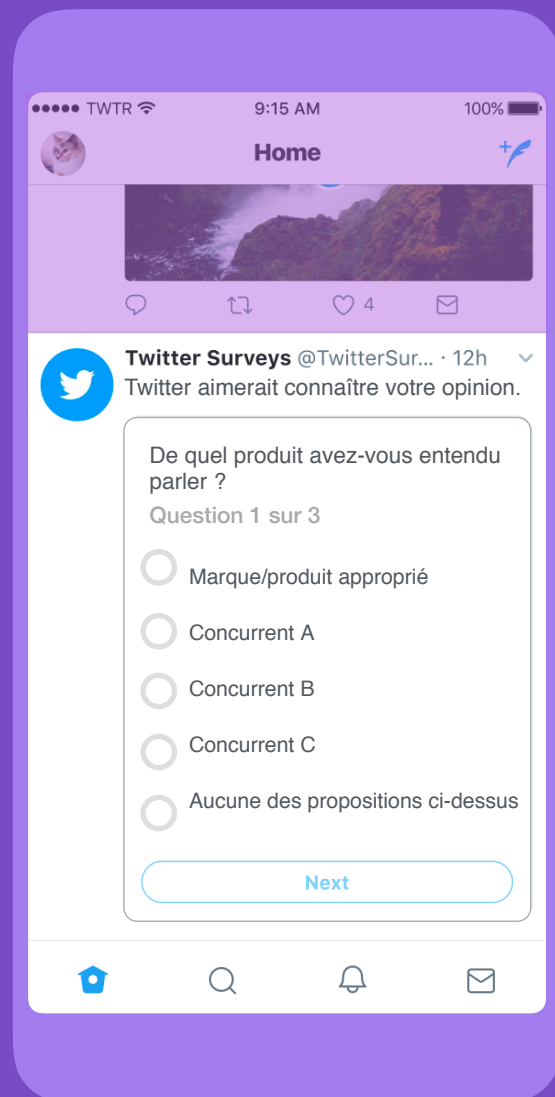 TWTR 9:15 AM 100%
Home
4
Twitter Surveys @TwitterSur... · 12h
Twitter aimerait connaître votre opinion.
De quel produit avez-vous entendu
parler ?
Question 1 sur 3
Marque/produit approprié
Concurrent A
Concurrent B
Concurrent C
Aucune des propositions ci-dessus
Next